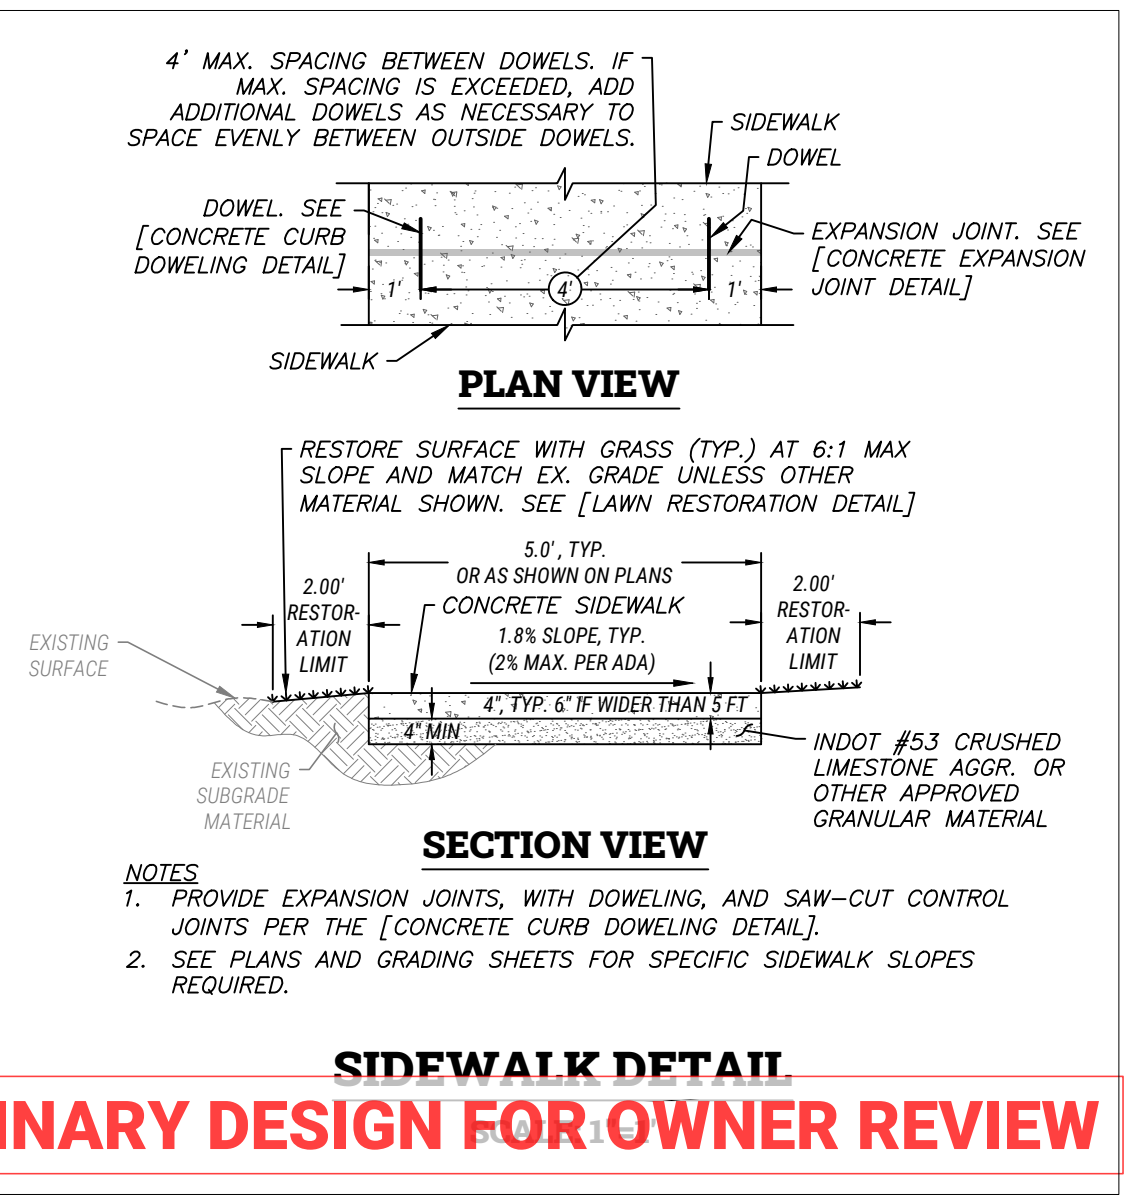 4' MAX. SPACING BETWEEN DOWELS. IF
MAX. SPACING IS EXCEEDED, ADD
ADDITIONAL DOWELS AS NECESSARY TO
SPACE EVENLY BETWEEN OUTSIDE DOWELS.
SIDEWALK
DOWEL
DOWEL. SEE
[CONCRETE CURB
DOWELING DETAIL]
EXPANSION JOINT. SEE
[CONCRETE EXPANSION
JOINT DETAIL]
1'
4'
1'
SIDEWALK
PLAN VIEW
RESTORE SURFACE WITH GRASS (TYP.) AT 6:1 MAX
SLOPE AND MATCH EX. GRADE UNLESS OTHER
MATERIAL SHOWN. SEE [LAWN RESTORATION DETAIL]
5.0', TYP.
OR AS SHOWN ON PLANS
2.00'
RESTOR-
ATION
LIMIT
CONCRETE SIDEWALK
1.8% SLOPE, TYP.
(2% MAX. PER ADA)
2.00'
RESTOR-
ATION
LIMIT
EXISTING
SURFACE
4", TYP. 6" IF WIDER THAN 5 FT
4" MIN
EXISTING
SUBGRADE
MATERIAL
INDOT #53 CRUSHED
LIMESTONE AGGR. OR
OTHER APPROVED
GRANULAR MATERIAL
SECTION VIEW
NOTES
1. PROVIDE EXPANSION JOINTS, WITH DOWELING, AND SAW-CUT CONTROL
JOINTS PER THE [CONCRETE CURB DOWELING DETAIL].
2. SEE PLANS AND GRADING SHEETS FOR SPECIFIC SIDEWALK SLOPES
REQUIRED.
SIDEWALK DETAIL
SCALE: 1"=1'
INARY DESIGN FOR OWNER REVIEW